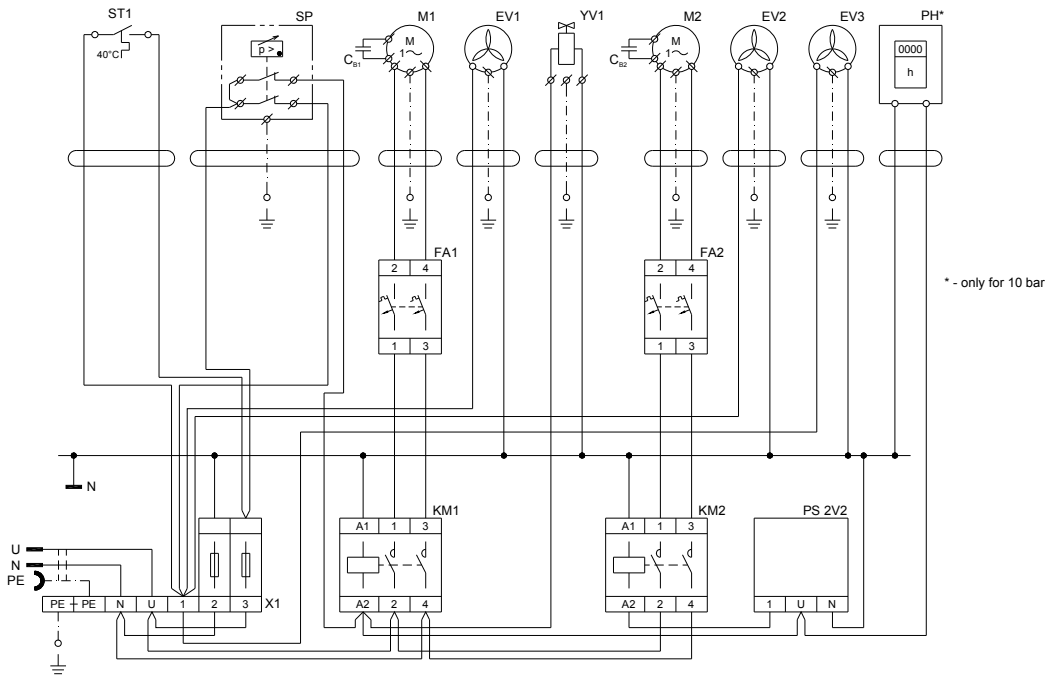 ST1 SP M1 EV1 YV1 M2 EV2 EV3 PH*
40°C
p >
CB1
M
1~
CB2
M
1~
0000
h
FA1 FA2
2 4 2 4
* - only for 10 bar
1 3 1 3
N
KM1 KM2 PS 2V2
A1 1 3 A1 1 3
U
N
PE
PE PE N U 1 2 3 X1 A2 2 4 A2 2 4 1 U N